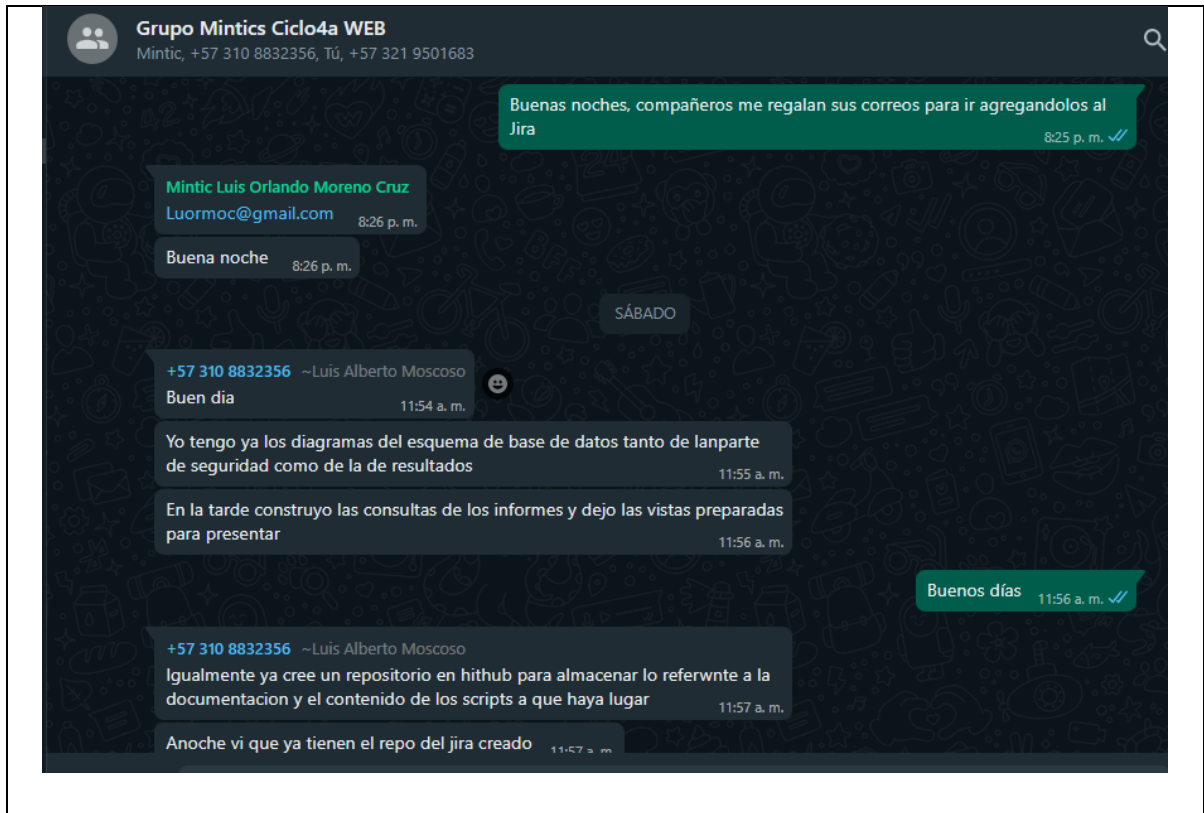 Grupo Mintics Ciclo4a WEB
Mintic, +57 310 8832356, Tú, +57 321 9501683
Buenas noches, compañeros me regalan sus correos para ir agregandolos al
Jira
8:25 p. m.
Mintic Luis Orlando Moreno Cruz
Luormoc@gmail.com 8:26 p. m.
Buena noche 8:26 p. m.
SÁBADO
+57 310 8832356 ~Luis Alberto Moscoso
Buen dia
11:54 a. m.
Yo tengo ya los diagramas del esquema de base de datos tanto de lanparte
de seguridad como de la de resultados
11:55 a. m.
En la tarde construyo las consultas de los informes y dejo las vistas preparadas
para presentar
11:56 a. m.
Buenos días 11:56 a. m.
+57 310 8832356 ~Luis Alberto Moscoso
Igualmente ya cree un repositorio en hithub para almacenar lo referwnte a la
documentacion y el contenido de los scripts a que haya lugar
11:57 a. m.
Anoche vi que ya tienen el repo del jira creado 11:57 a. m.